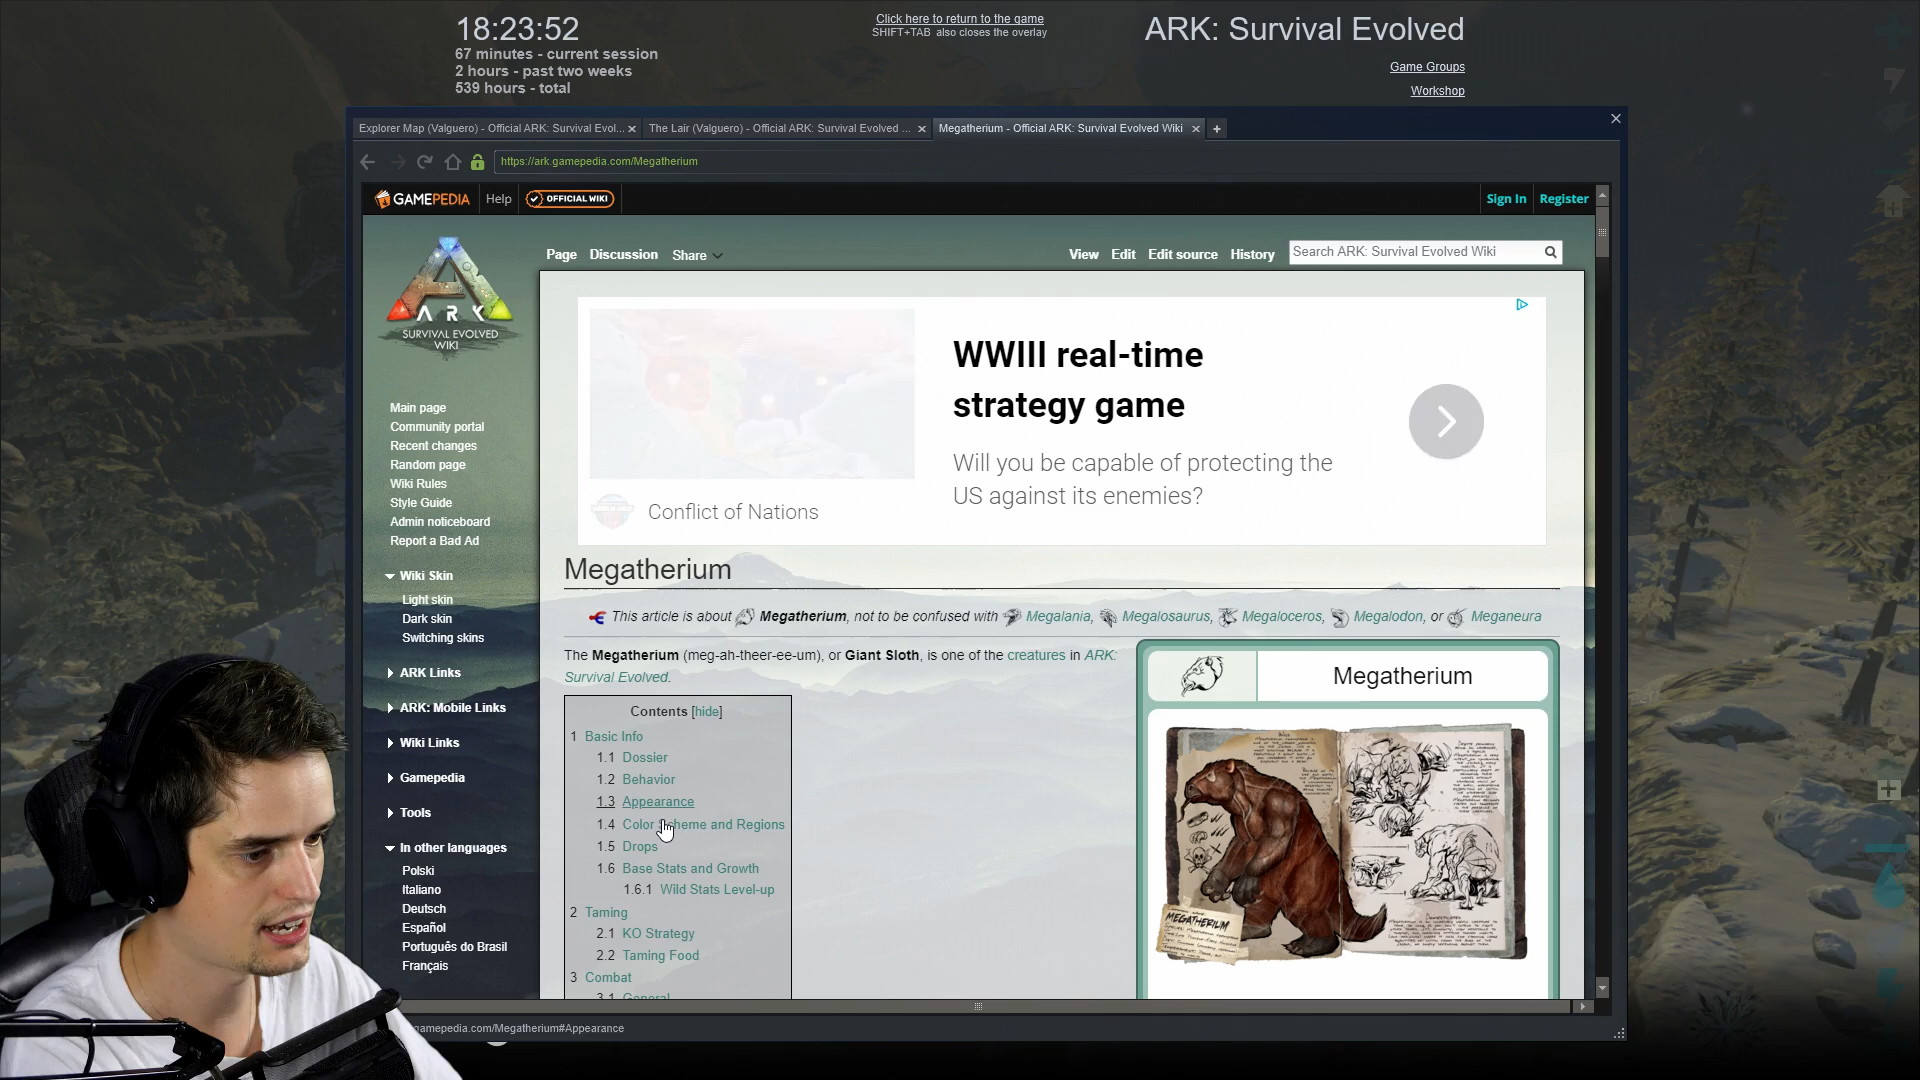 18:23:52
67 minutes - current session
2 hours - past two weeks
539 hours - total
Click here to return to the game
SHIFT+TAB also closes the overlay
ARK: Survival Evolved
Game Groups
Workshop
Explorer Map (Valguero) - Official ARK: Survival Evol...
The Lair (Valguero) - Official ARK: Survival Evolved ...
Megatherium - Official ARK: Survival Evolved Wiki
https://ark.gamepedia.com/Megatherium
GAMEPEDIA
Help
OFFICIAL WIKI
Sign In
Register
ARK
SURVIVAL EVOLVED
WIKI
Page
Discussion
Share
View
Edit
Edit source
History
Search ARK: Survival Evolved Wiki
Main page
Community portal
Recent changes
Random page
Wiki Rules
Style Guide
Admin noticeboard
Report a Bad Ad
Wiki Skin
Light skin
Dark skin
Switching skins
ARK Links
ARK: Mobile Links
Wiki Links
Gamepedia
Tools
In other languages
Polski
Italiano
Deutsch
Español
Português do Brasil
Français
WWIII real-time
strategy game
Will you be capable of protecting the
US against its enemies?
Conflict of Nations
Megatherium
This article is about Megatherium, not to be confused with Megalania, Megalosaurus, Megaloceros, Megalodon, or Meganeura
The Megatherium (meg-ah-theer-ee-um), or Giant Sloth, is one of the creatures in ARK:
Survival Evolved.
Contents [hide]
1 Basic Info
1.1 Dossier
1.2 Behavior
1.3 Appearance
1.4 Color Scheme and Regions
1.5 Drops
1.6 Base Stats and Growth
1.6.1 Wild Stats Level-up
2 Taming
2.1 KO Strategy
2.2 Taming Food
3 Combat
3.1 General
Megatherium
MEGATHERIUM
gamepedia.com/Megatherium#Appearance